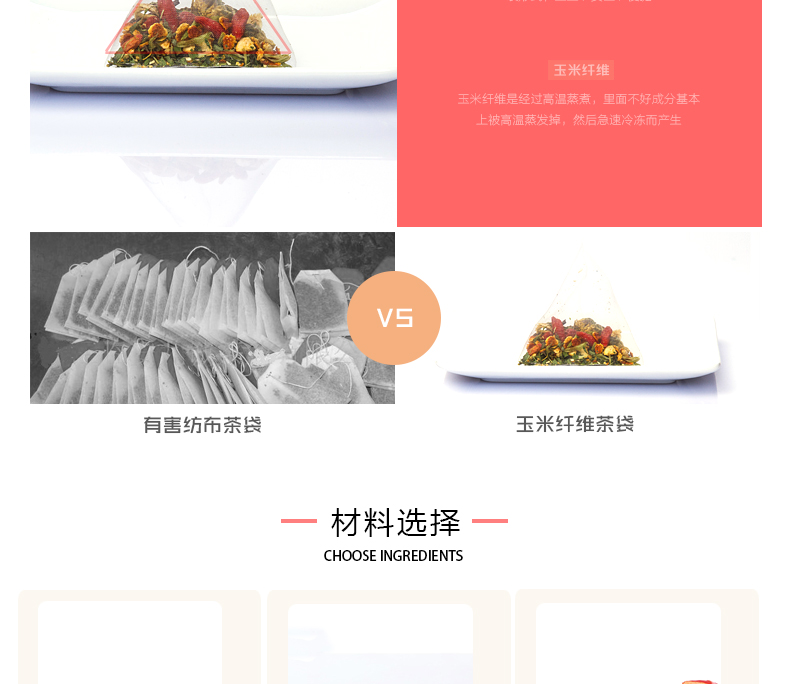 玉米纤维
玉米纤维是经过高温蒸煮，里面不好成分基本
上被高温蒸发掉，然后急速冷冻而产生
VS
有害纺布茶袋
玉米纤维茶袋
材料选择
CHOOSE INGREDIENTS